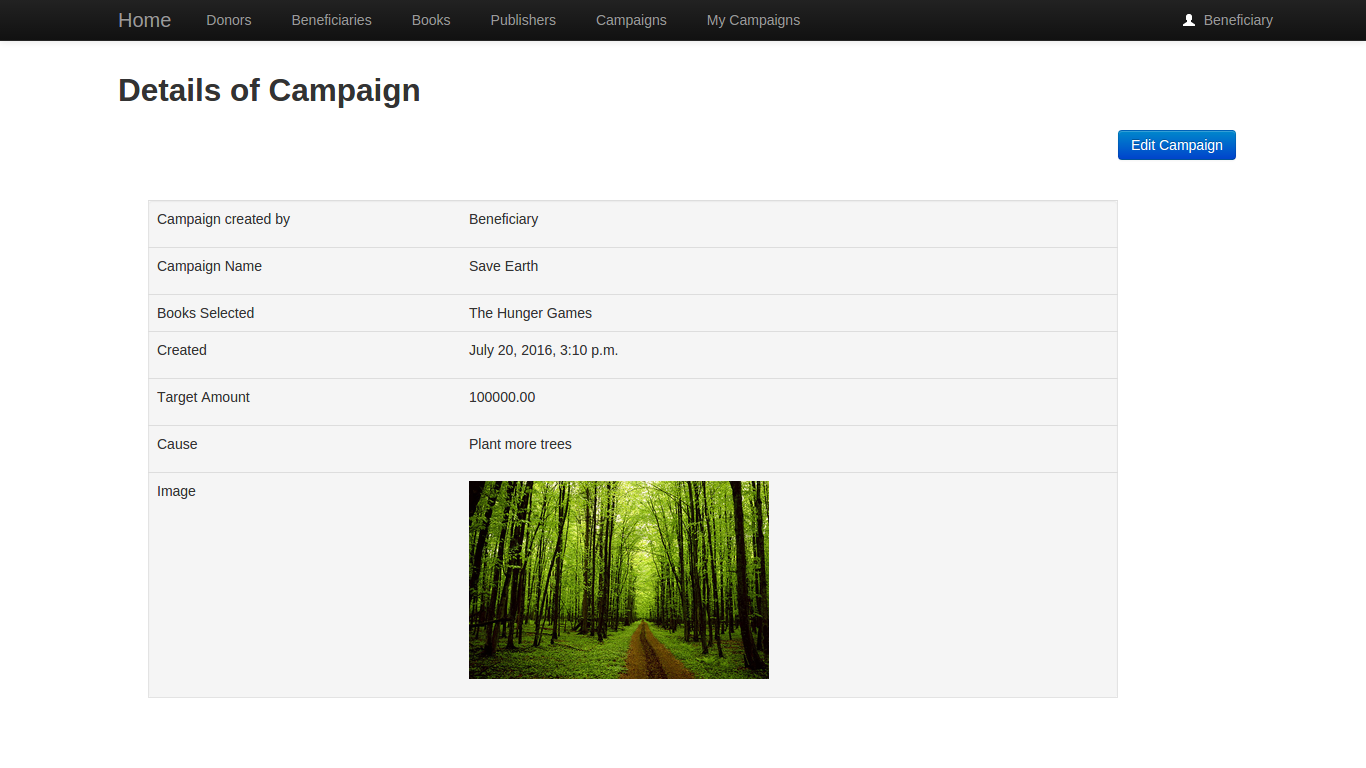 Home Donors Beneficiaries Books Publishers Campaigns My Campaigns Beneficiary
Details of Campaign
Edit Campaign
Campaign created by Beneficiary
Campaign Name Save Earth
Books Selected The Hunger Games
Created July 20, 2016, 3:10 p.m.
Target Amount 100000.00
Cause Plant more trees
Image